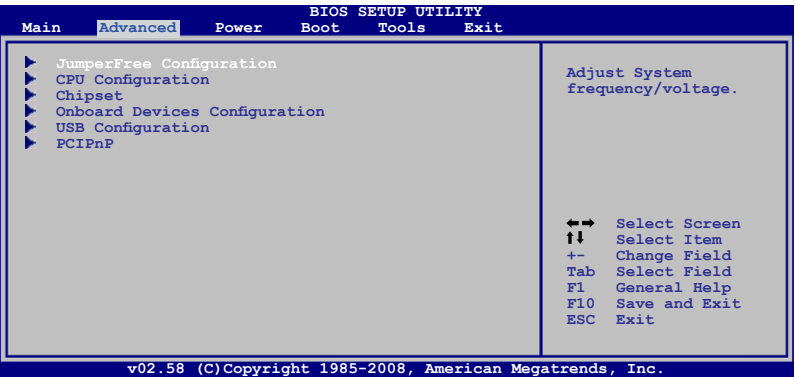 BIOS SETUP UTILITY
Main Advanced Power Boot Tools Exit
JumperFree Configuration
CPU Configuration
Chipset
Onboard Devices Configuration
USB Configuration
PCIPnP
Adjust System
frequency/voltage.
←→ Select Screen
↑↓ Select Item
+- Change Field
Tab Select Field
F1 General Help
F10 Save and Exit
ESC Exit
v02.58 (C)Copyright 1985-2008, American Megatrends, Inc.